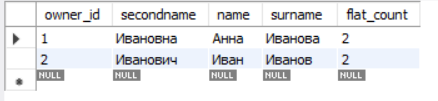 owner_id secondname name surname flat_count
1 Ивановна Анна Иванова 2
2 Иванович Иван Иванов 2
NULL NULL NULL NULL NULL